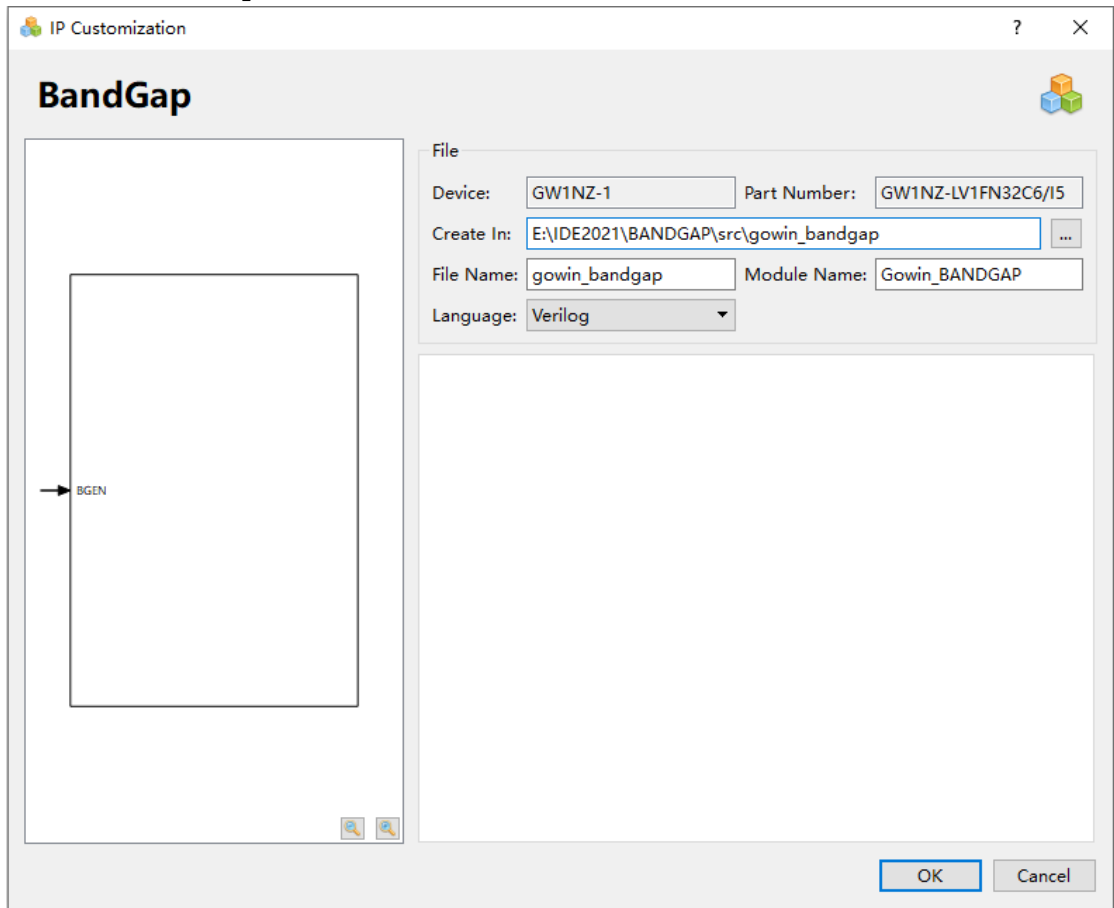 IP Customization ? ×
BandGap
File
Device: GW1NZ-1 Part Number: GW1NZ-LV1FN32C6/I5
Create In: E:\IDE2021\BANDGAP\src\gowin_bandgap ...
File Name: gowin_bandgap Module Name: Gowin_BANDGAP
Language: Verilog
BGEN
OK Cancel